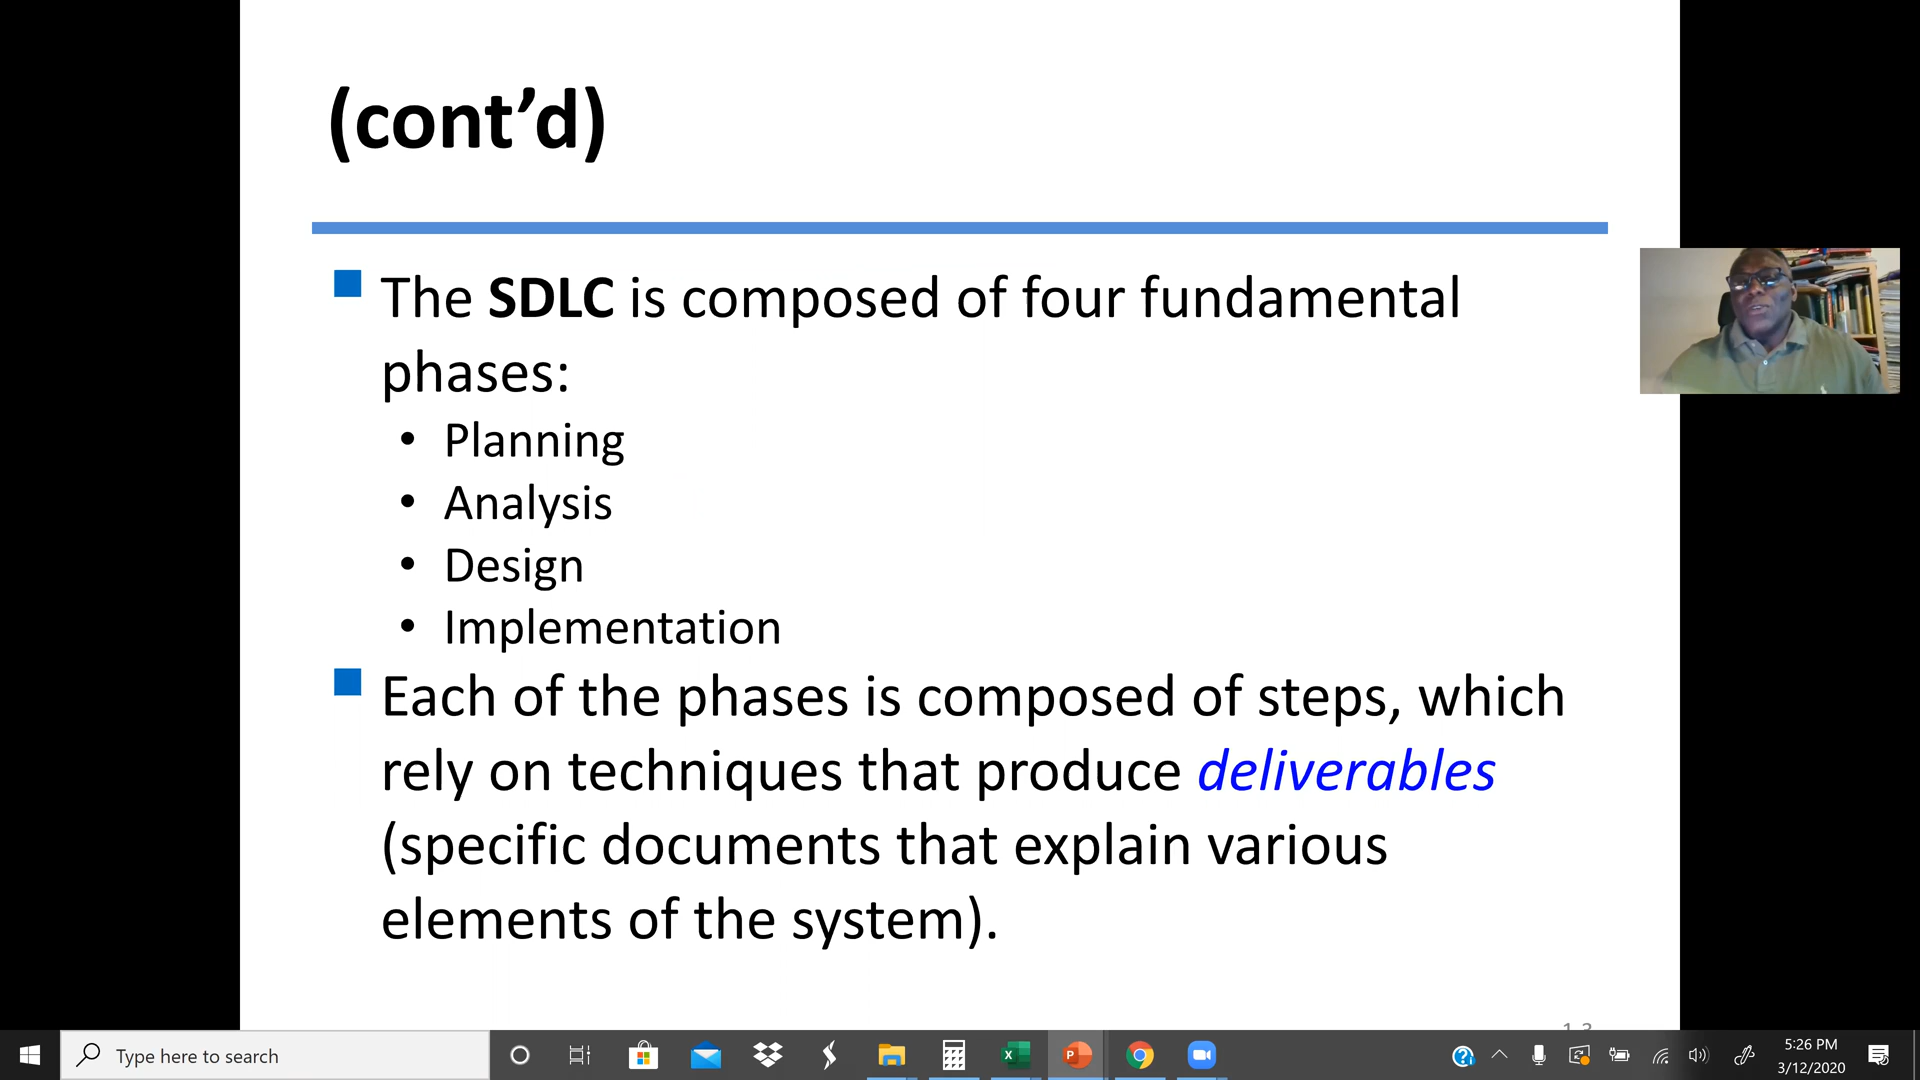 (cont’d)
The SDLC is composed of four fundamental
phases:
• Planning
• Analysis
• Design
• Implementation
Each of the phases is composed of steps, which
rely on techniques that produce deliverables
(specific documents that explain various
elements of the system).
Type here to search
5:26 PM
3/12/2020